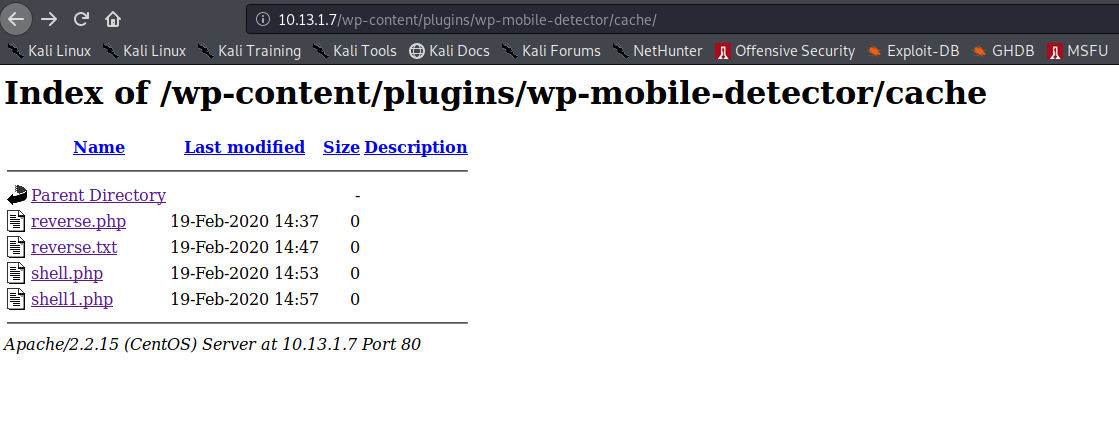 10.13.1.7/wp-content/plugins/wp-mobile-detector/cache/
Kali Linux Kali Linux Kali Training Kali Tools Kali Docs Kali Forums NetHunter Offensive Security Exploit-DB GHDB MSFU
Index of /wp-content/plugins/wp-mobile-detector/cache
Name Last modified Size Description
Parent Directory -
reverse.php 19-Feb-2020 14:37 0
reverse.txt 19-Feb-2020 14:47 0
shell.php 19-Feb-2020 14:53 0
shell1.php 19-Feb-2020 14:57 0
Apache/2.2.15 (CentOS) Server at 10.13.1.7 Port 80